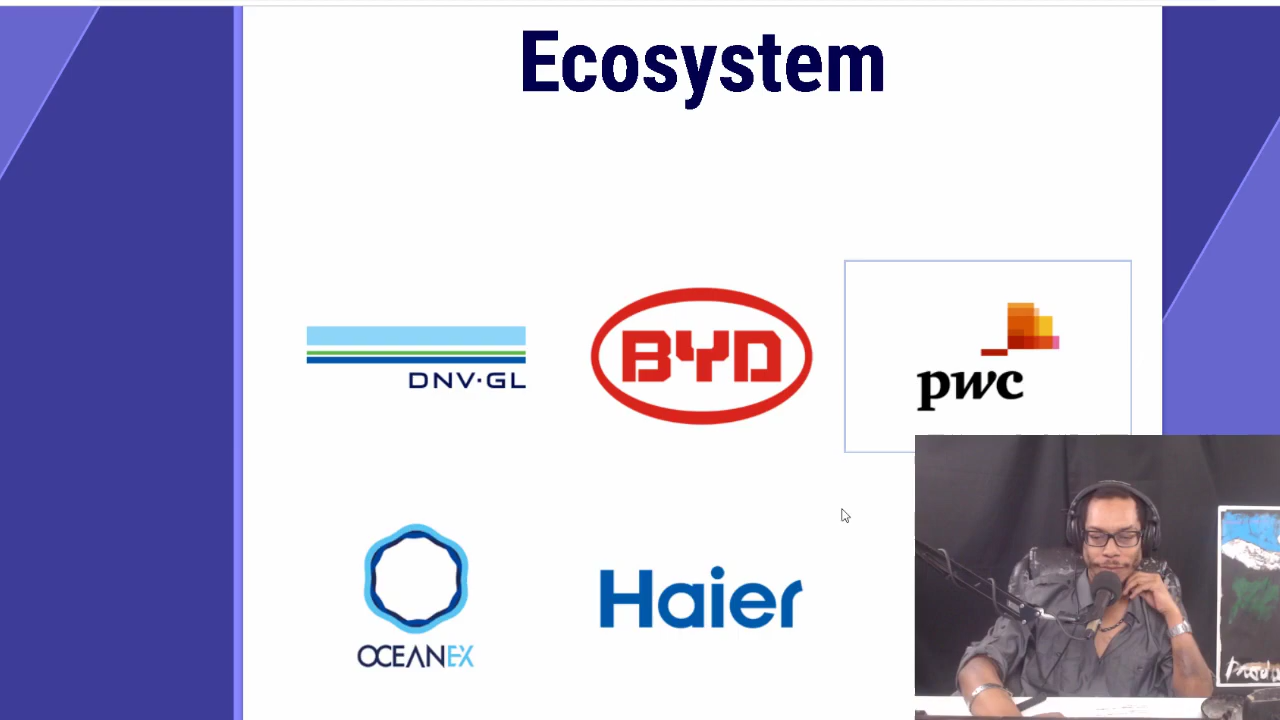 Ecosystem
DNV·GL
BYD
pwc
OCEANEX
Haier